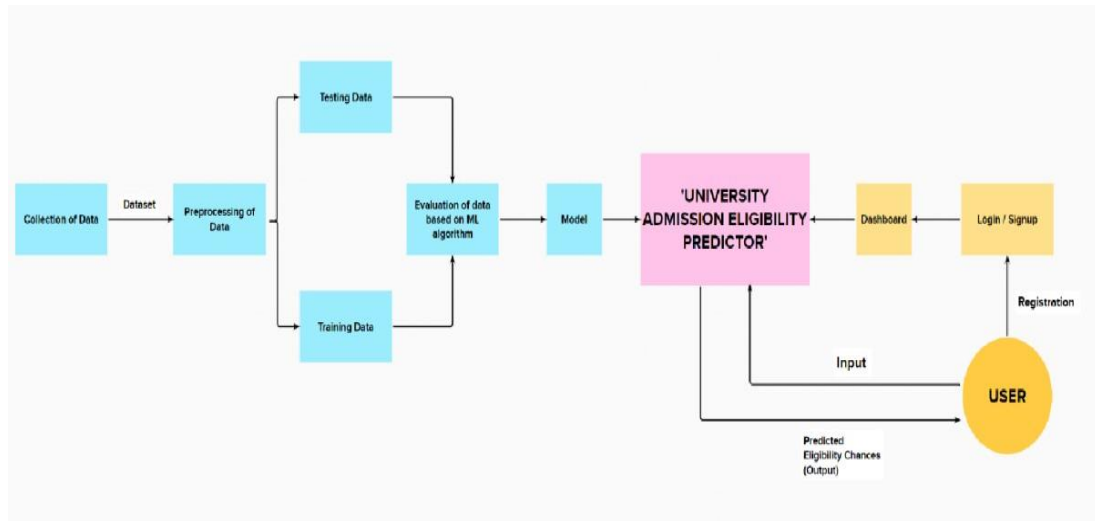 Testing Data
Collection of Data
Dataset
Preprocessing of
Data
Evaluation of data
based on ML
algorithm
Model
'UNIVERSITY
ADMISSION ELIGIBILITY
PREDICTOR'
Dashboard
Login / Signup
Registration
Training Data
Input
USER
Predicted
Eligibility Chances
(Output)